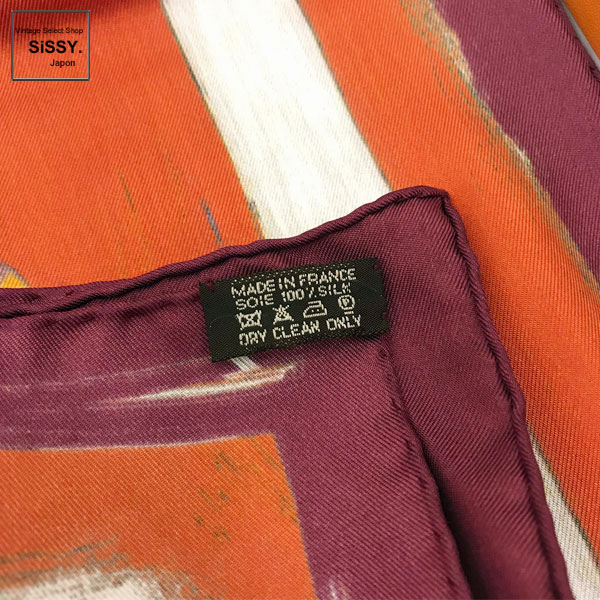 Vintage Select Shop
SiSSY.
Japon
MADE IN FRANCE
SOIE 100% SILK
DRY CLEAN ONLY